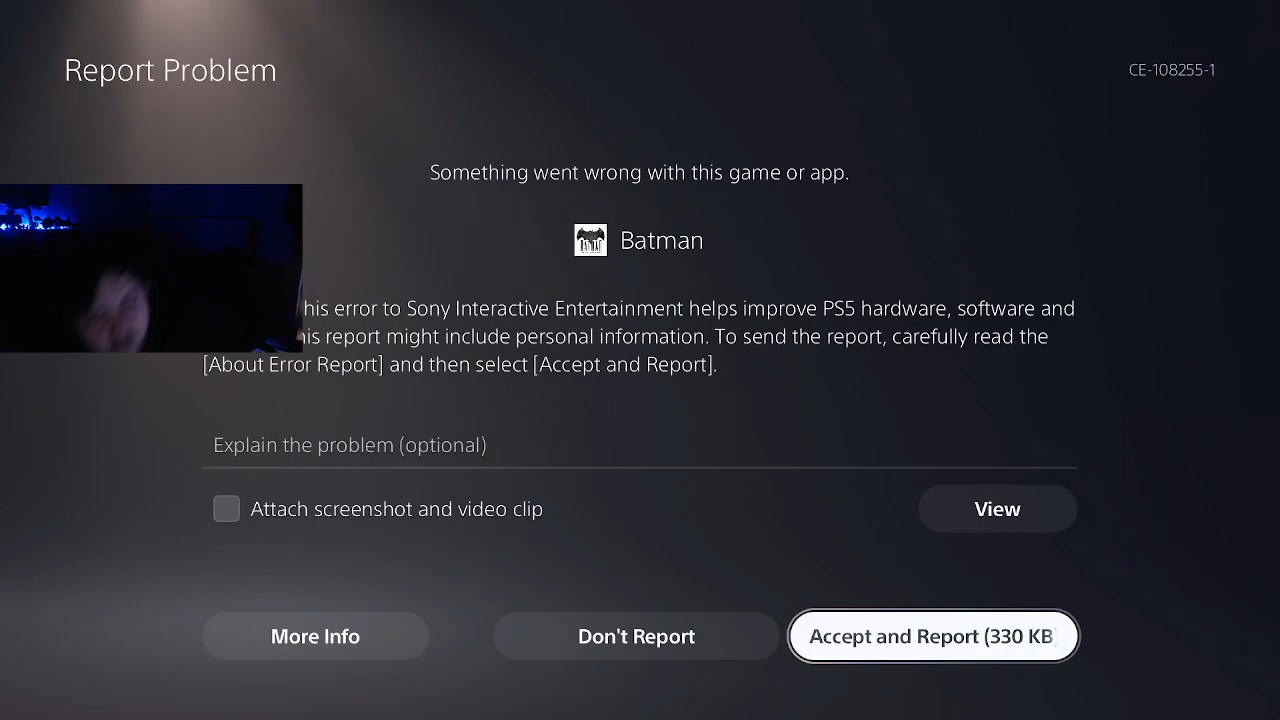 Report Problem
CE-108255-1
Something went wrong with this game or app.
Batman
his error to Sony Interactive Entertainment helps improve PS5 hardware, software and
is report might include personal information. To send the report, carefully read the
[About Error Report] and then select [Accept and Report].
Explain the problem (optional)
Attach screenshot and video clip
View
More Info
Don't Report
Accept and Report (330 KB